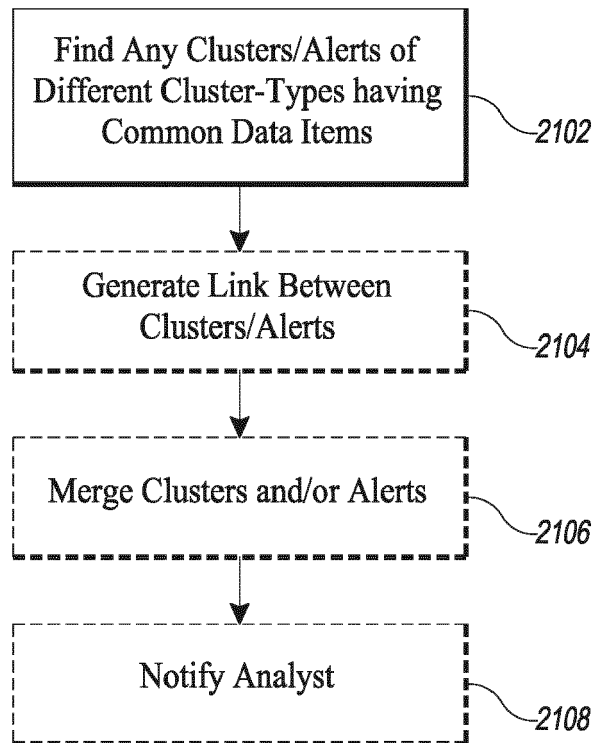 Find Any Clusters/Alerts of
Different Cluster-Types having
Common Data Items
2102
Generate Link Between
Clusters/Alerts
2104
Merge Clusters and/or Alerts
2106
Notify Analyst
2108